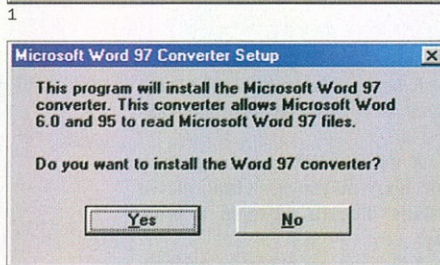 1
Microsoft Word 97 Converter Setup
This program will install the Microsoft Word 97
converter. This converter allows Microsoft Word
6.0 and 95 to read Microsoft Word 97 files.
Do you want to install the Word 97 converter?
Yes
No